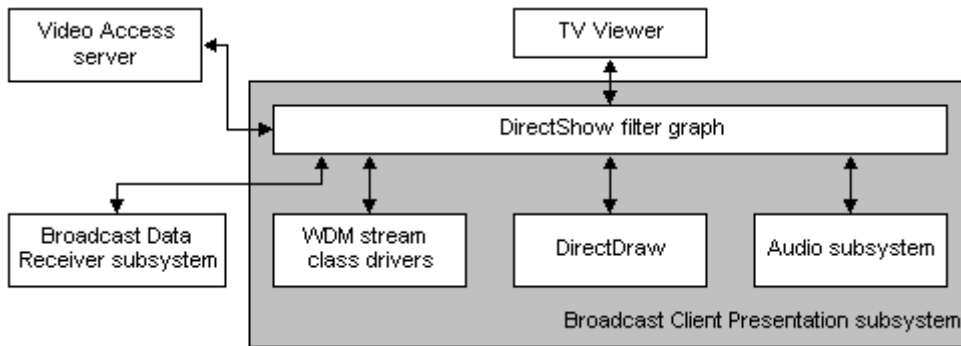 Video Access
server
TV Viewer
DirectShow filter graph
Broadcast Data
Receiver subsystem
WDM stream
class drivers
DirectDraw
Audio subsystem
Broadcast Client Presentation subsystem